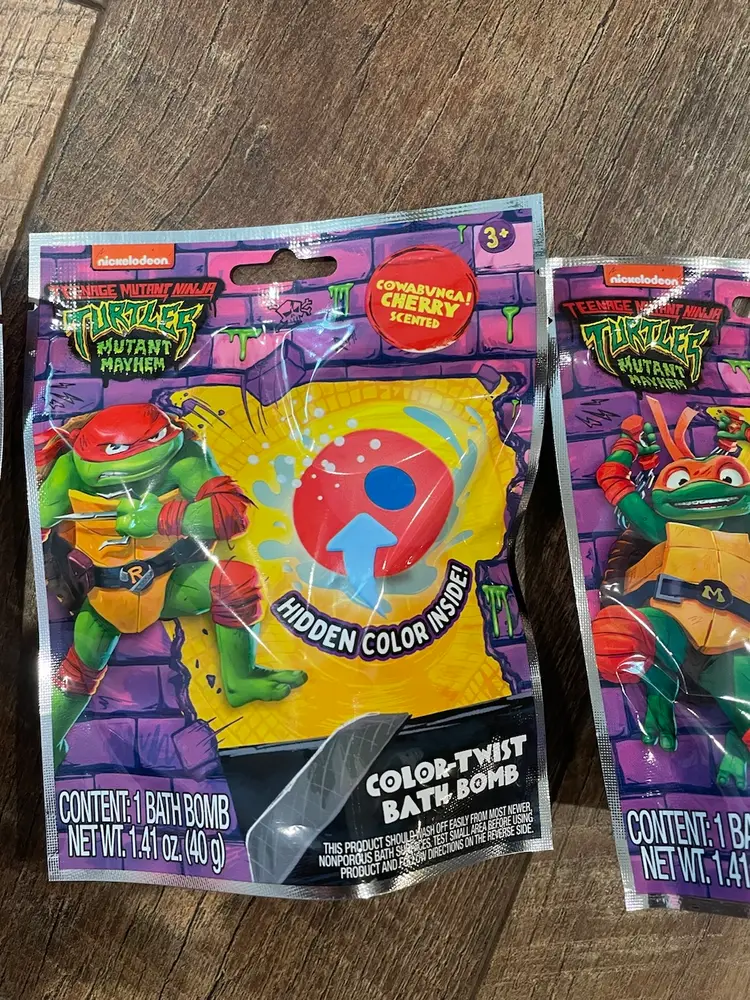 nickelodeon
TEENAGE MUTANT NINJA
TURTLES
MUTANT
MAYHEM
3+
COWABUNGA!
CHERRY
SCENTED
R
HIDDEN COLOR INSIDE!
COLOR-TWIST
BATH BOMB
CONTENT: 1 BATH BOMB
NET WT. 1.41 oz. (40 g)
THIS PRODUCT SHOULD WASH OFF EASILY FROM MOST NEWER,
NONPOROUS BATH SURFACES. TEST SMALL AREA BEFORE USING
PRODUCT AND FOLLOW DIRECTIONS ON THE REVERSE SIDE.
nickelodeon
TEENAGE MUTANT NINJA
TURTLES
MUTANT
MAYHEM
M
CONTENT: 1 BA
NET WT. 1.41